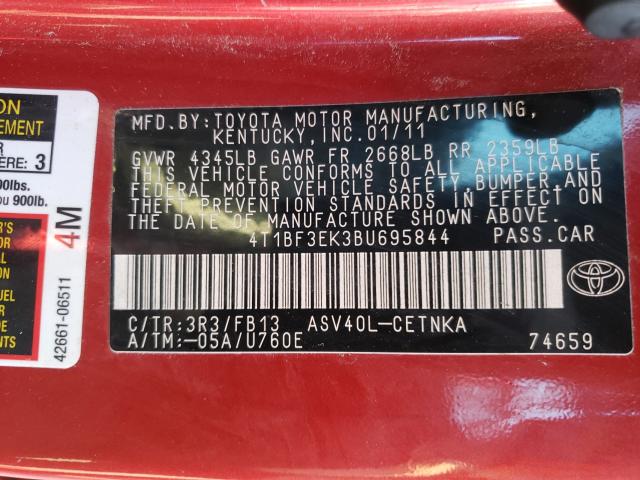 ION
EMENT
R
ERE: 3
00lbs.
ou 900lb.
4M
42661-06511
MFD.BY:TOYOTA MOTOR MANUFACTURING,
KENTUCKY, INC.01/11
GVWR 4345LB GAWR FR 2668LB RR 2359LB
THIS VEHICLE CONFORMS TO ALL APPLICABLE
FEDERAL MOTOR VEHICLE SAFETY,BUMPER,AND
THEFT PREVENTION STANDARDS IN EFFECT ON
THE DATE OF MANUFACTURE SHOWN ABOVE.
4T1BF3EK3BU695844 PASS.CAR
C/TR:3R3/FB13 ASV40L-CETNKA
A/TM:-05A/U760E 74659